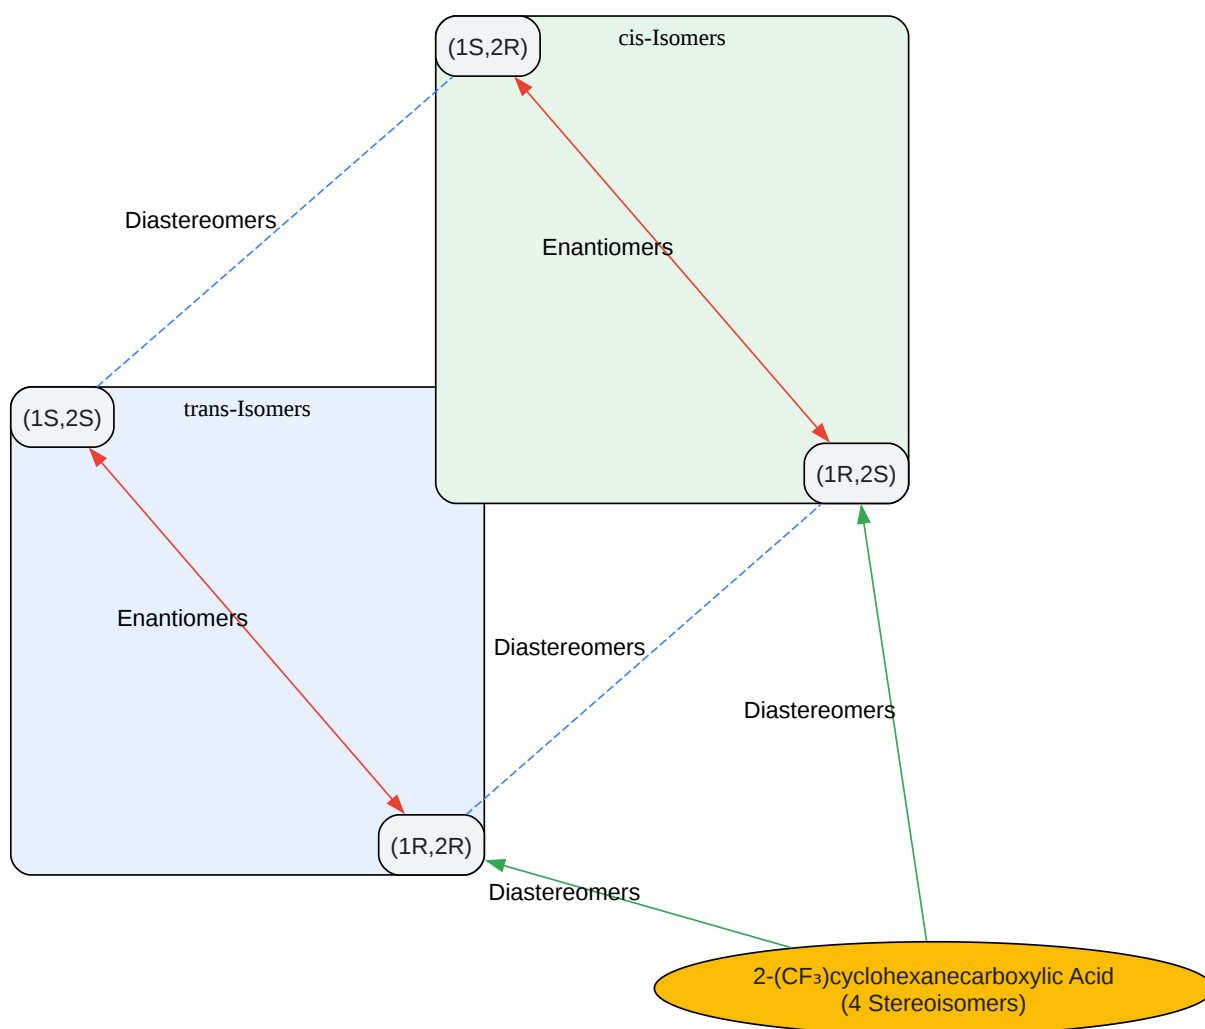 (1S,2R)
cis-Isomers
Diastereomers
Enantiomers
(1S,2S)
trans-Isomers
(1R,2S)
Enantiomers
Diastereomers
Diastereomers
(1R,2R)
Diastereomers
2-(CF₃)cyclohexanecarboxylic Acid
(4 Stereoisomers)